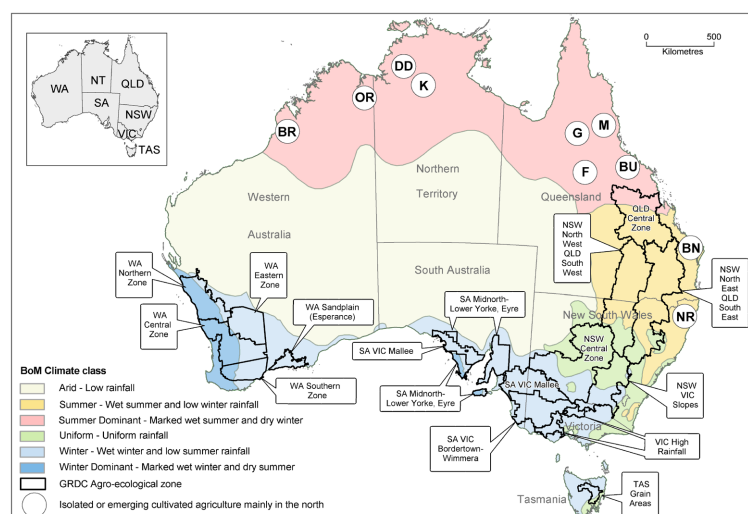 WA
NT
QLD
SA
NSW
VIC
TAS
0
500
Kilometres
DD
K
OR
BR
G
M
F
BU
BN
NR
Northern
Territory
Western
Australia
Queensland
South Australia
New South Wales
Victoria
Tasmania
QLD
Central
Zone
NSW
North
West
QLD
South
West
NSW
North
East
QLD
South
East
WA
Northern
Zone
WA
Eastern
Zone
WA
Central
Zone
WA Sandplain
(Esperance)
WA Southern
Zone
SA Midnorth-
Lower Yorke, Eyre
SA VIC Mallee
SA Midnorth-
Lower Yorke, Eyre
SA VIC Mallee
NSW
Central
Zone
NSW
VIC
Slopes
SA VIC
Bordertown-
Wimmera
VIC High
Rainfall
TAS
Grain
Areas
BoM Climate class
Arid - Low rainfall
Summer - Wet summer and low winter rainfall
Summer Dominant - Marked wet summer and dry winter
Uniform - Uniform rainfall
Winter - Wet winter and low summer rainfall
Winter Dominant - Marked wet winter and dry summer
GRDC Agro-ecological zone
Isolated or emerging cultivated agriculture mainly in the north